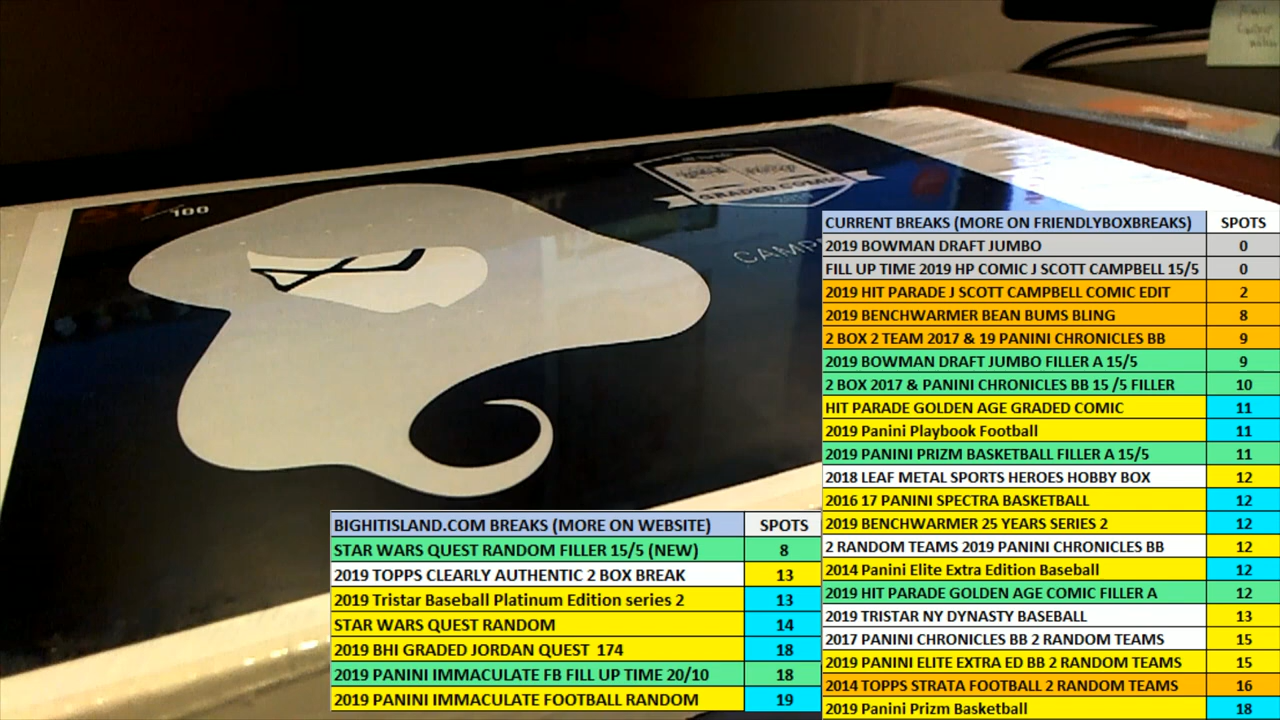 100
GRADED COMIC
CURRENT BREAKS (MORE ON FRIENDLYBOXBREAKS) SPOTS
2019 BOWMAN DRAFT JUMBO 0
FILL UP TIME 2019 HP COMIC J SCOTT CAMPBELL 15/5 0
2019 HIT PARADE J SCOTT CAMPBELL COMIC EDIT 2
2019 BENCHWARMER BEAN BUMS BLING 8
2 BOX 2 TEAM 2017 & 19 PANINI CHRONICLES BB 9
2019 BOWMAN DRAFT JUMBO FILLER A 15/5 9
2 BOX 2017 & PANINI CHRONICLES BB 15 /5 FILLER 10
HIT PARADE GOLDEN AGE GRADED COMIC 11
2019 Panini Playbook Football 11
2019 PANINI PRIZM BASKETBALL FILLER A 15/5 11
2018 LEAF METAL SPORTS HEROES HOBBY BOX 12
2016 17 PANINI SPECTRA BASKETBALL 12
2019 BENCHWARMER 25 YEARS SERIES 2 12
2 RANDOM TEAMS 2019 PANINI CHRONICLES BB 12
2014 Panini Elite Extra Edition Baseball 12
2019 HIT PARADE GOLDEN AGE COMIC FILLER A 12
2019 TRISTAR NY DYNASTY BASEBALL 13
2017 PANINI CHRONICLES BB 2 RANDOM TEAMS 15
2019 PANINI ELITE EXTRA ED BB 2 RANDOM TEAMS 15
2014 TOPPS STRATA FOOTBALL 2 RANDOM TEAMS 16
2019 Panini Prizm Basketball 18
BIGHITISLAND.COM BREAKS (MORE ON WEBSITE) SPOTS
STAR WARS QUEST RANDOM FILLER 15/5 (NEW) 8
2019 TOPPS CLEARLY AUTHENTIC 2 BOX BREAK 13
2019 Tristar Baseball Platinum Edition series 2 13
STAR WARS QUEST RANDOM 14
2019 BHI GRADED JORDAN QUEST 174 18
2019 PANINI IMMACULATE FB FILL UP TIME 20/10 18
2019 PANINI IMMACULATE FOOTBALL RANDOM 19